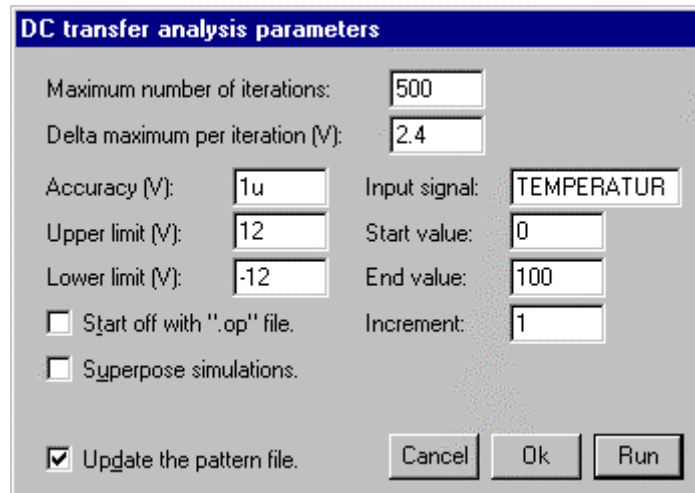 DC transfer analysis parameters
Maximum number of iterations: 500
Delta maximum per iteration (V): 2.4
Accuracy (V): 1u Input signal: TEMPERATUR
Upper limit (V): 12 Start value: 0
Lower limit (V): -12 End value: 100
Start off with ".op" file. Increment: 1
Superpose simulations.
Update the pattern file. Cancel Ok Run